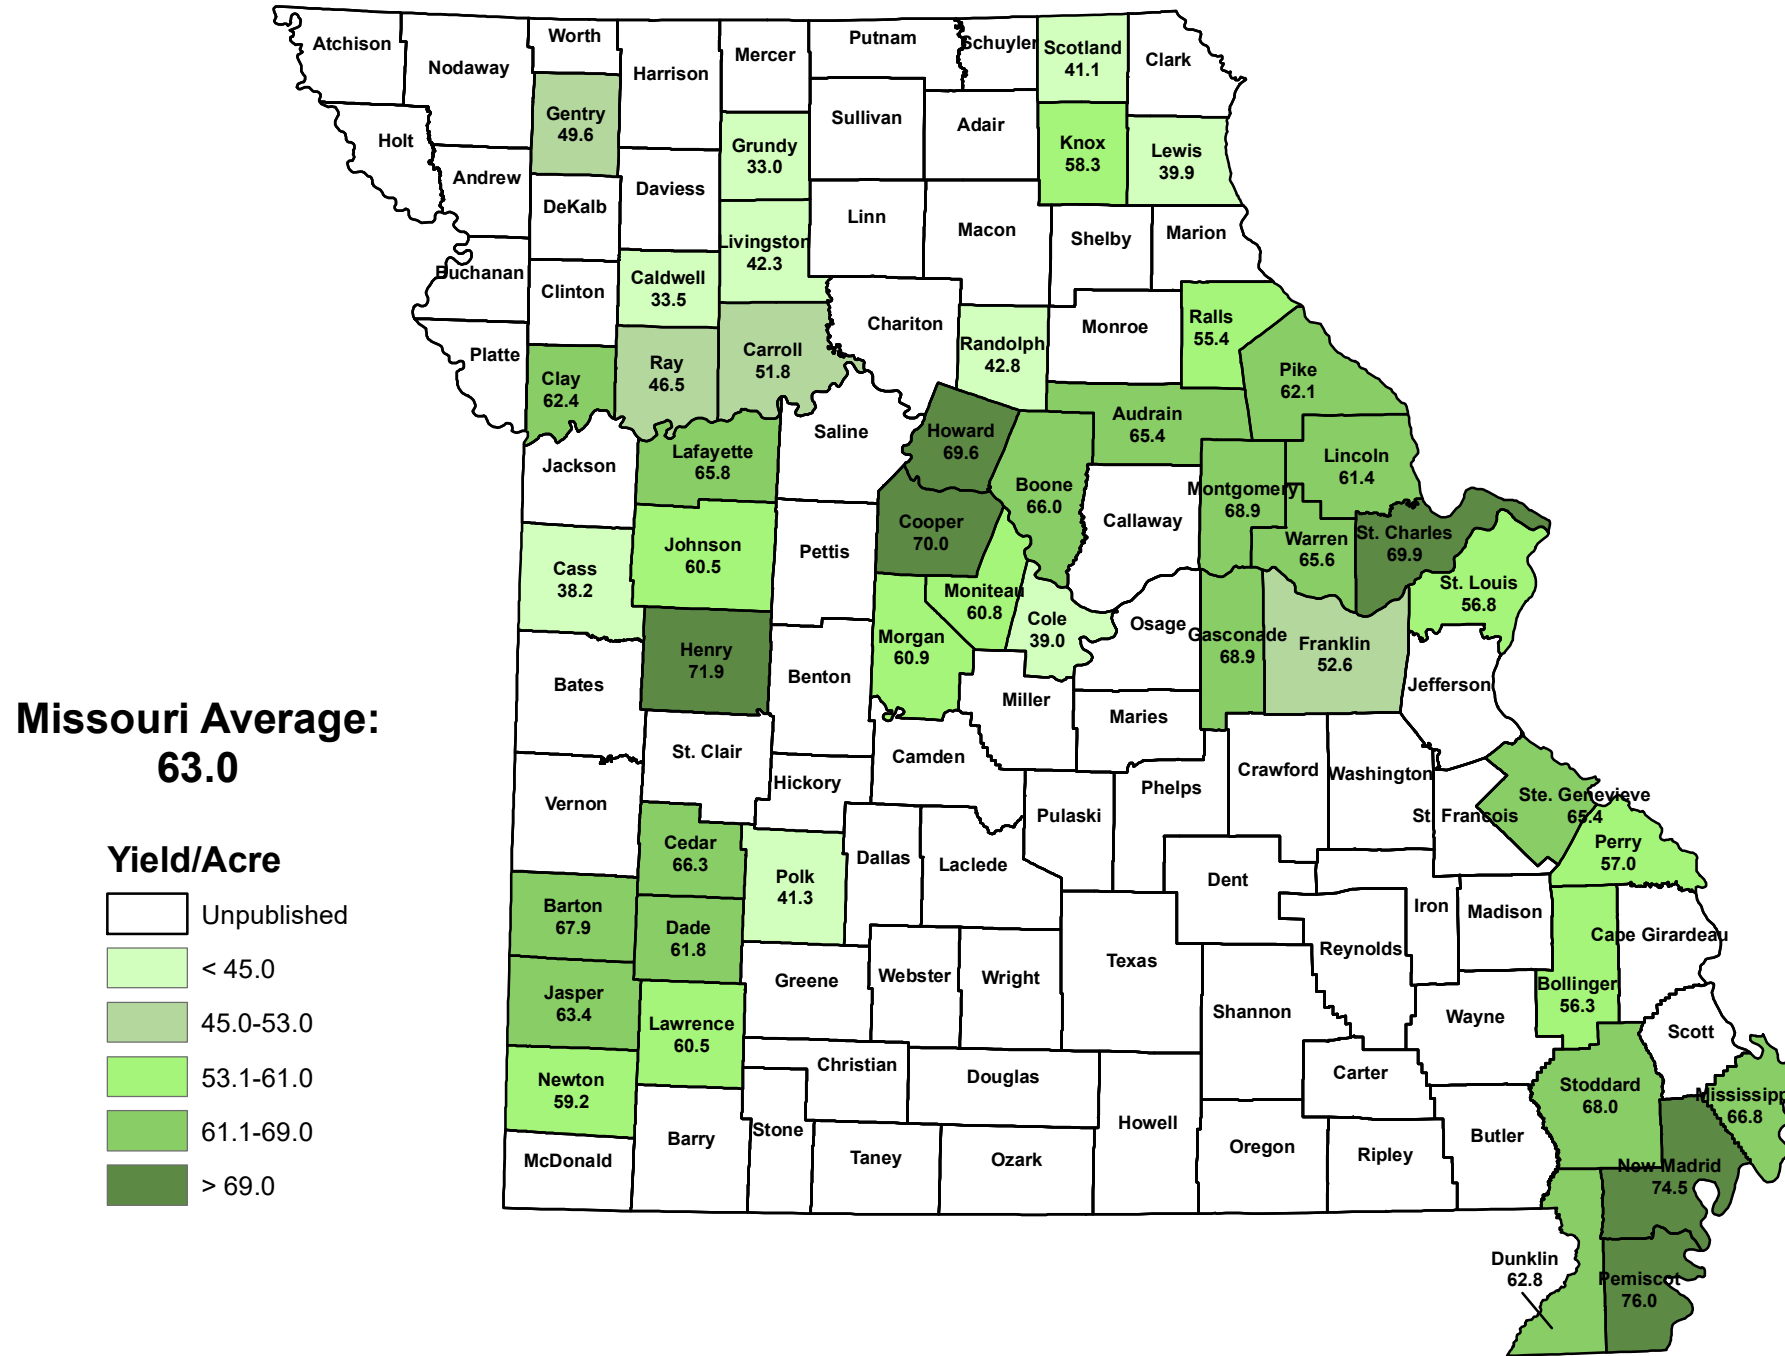 Atchison
Nodaway
Worth
Harrison
Mercer
Putnam
Schuyler
Scotland
41.1
Clark
Holt
Gentry
49.6
Grundy
33.0
Sullivan
Adair
Knox
58.3
Lewis
39.9
Andrew
DeKalb
Daviess
Linn
Macon
Shelby
Marion
Livingston
42.3
Buchanan
Clinton
Caldwell
33.5
Chariton
Randolph
42.8
Monroe
Ralls
55.4
Platte
Clay
62.4
Ray
46.5
Carroll
51.8
Pike
62.1
Audrain
65.4
Saline
Howard
69.6
Jackson
Lafayette
65.8
Boone
66.0
Lincoln
61.4
Montgomery
68.9
Callaway
Cooper
70.0
Warren
65.6
St. Charles
69.9
Johnson
60.5
Pettis
Cass
38.2
Moniteau
60.8
St. Louis
56.8
Cole
39.0
Osage
Gasconade
68.9
Franklin
52.6
Morgan
60.9
Henry
71.9
Benton
Bates
Miller
Jefferson
Maries
Missouri Average:
63.0
St. Clair
Camden
Hickory
Vernon
Phelps
Crawford
Washington
Pulaski
St. Francois
Ste. Genevieve
65.4
Perry
57.0
Yield/Acre
Unpublished
< 45.0
45.0-53.0
53.1-61.0
61.1-69.0
> 69.0
Cedar
66.3
Polk
41.3
Dallas
Laclede
Dent
Barton
67.9
Dade
61.8
Iron
Madison
Reynolds
Cape Girardeau
Texas
Greene
Webster
Wright
Jasper
63.4
Bollinger
56.3
Shannon
Wayne
Lawrence
60.5
Scott
Christian
Douglas
Carter
Newton
59.2
Stoddard
68.0
Mississipp
66.8
Howell
Stone
Barry
Butler
Oregon
Ripley
McDonald
Taney
Ozark
New Madrid
74.5
Dunklin
62.8
Pemiscot
76.0